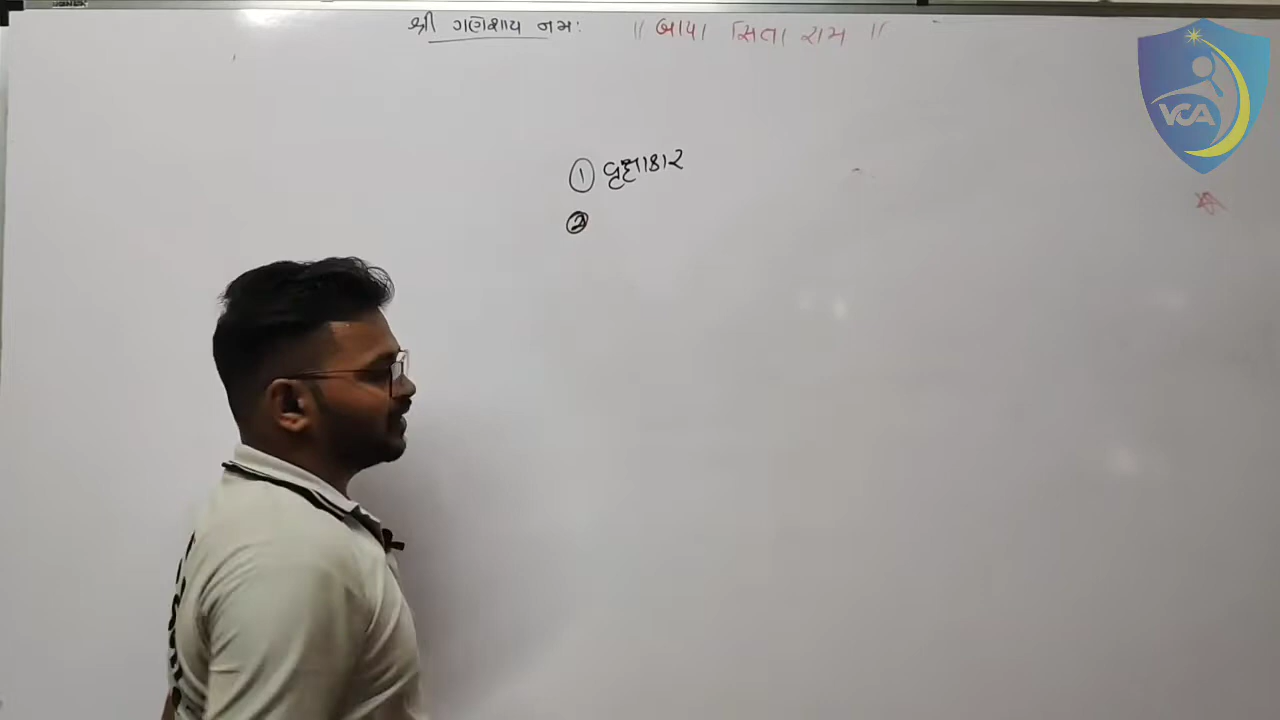 શ્રી ગણેશાય નમઃ ॥ બાપા સિતા રામ ॥
VCA
① વૃત્તાકાર
②